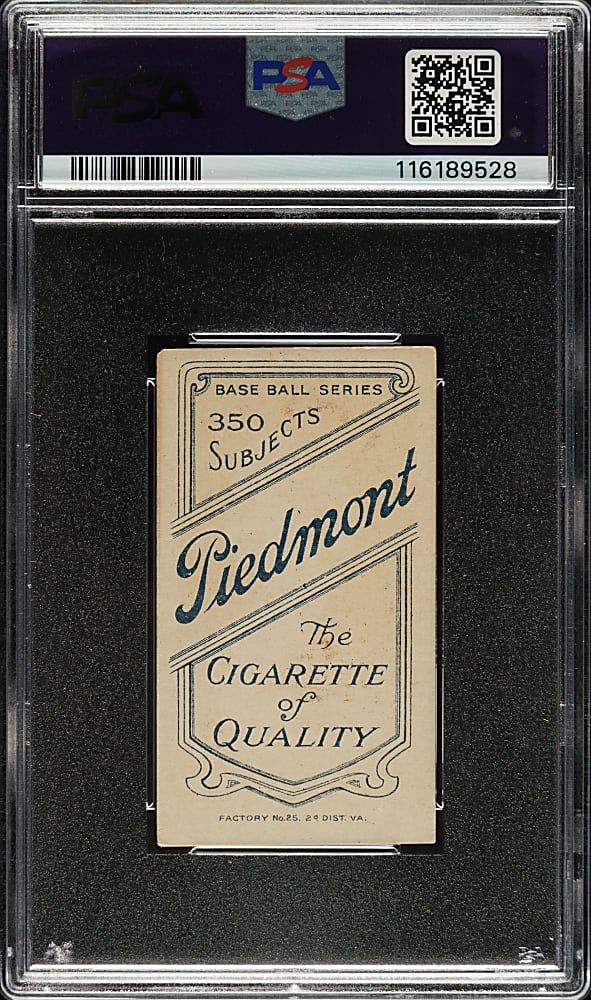 PSA
PSA
116189528
BASE BALL SERIES
350
SUBJECTS
Piedmont
The
CIGARETTE
of
QUALITY
FACTORY No.25, 2D DIST. VA.